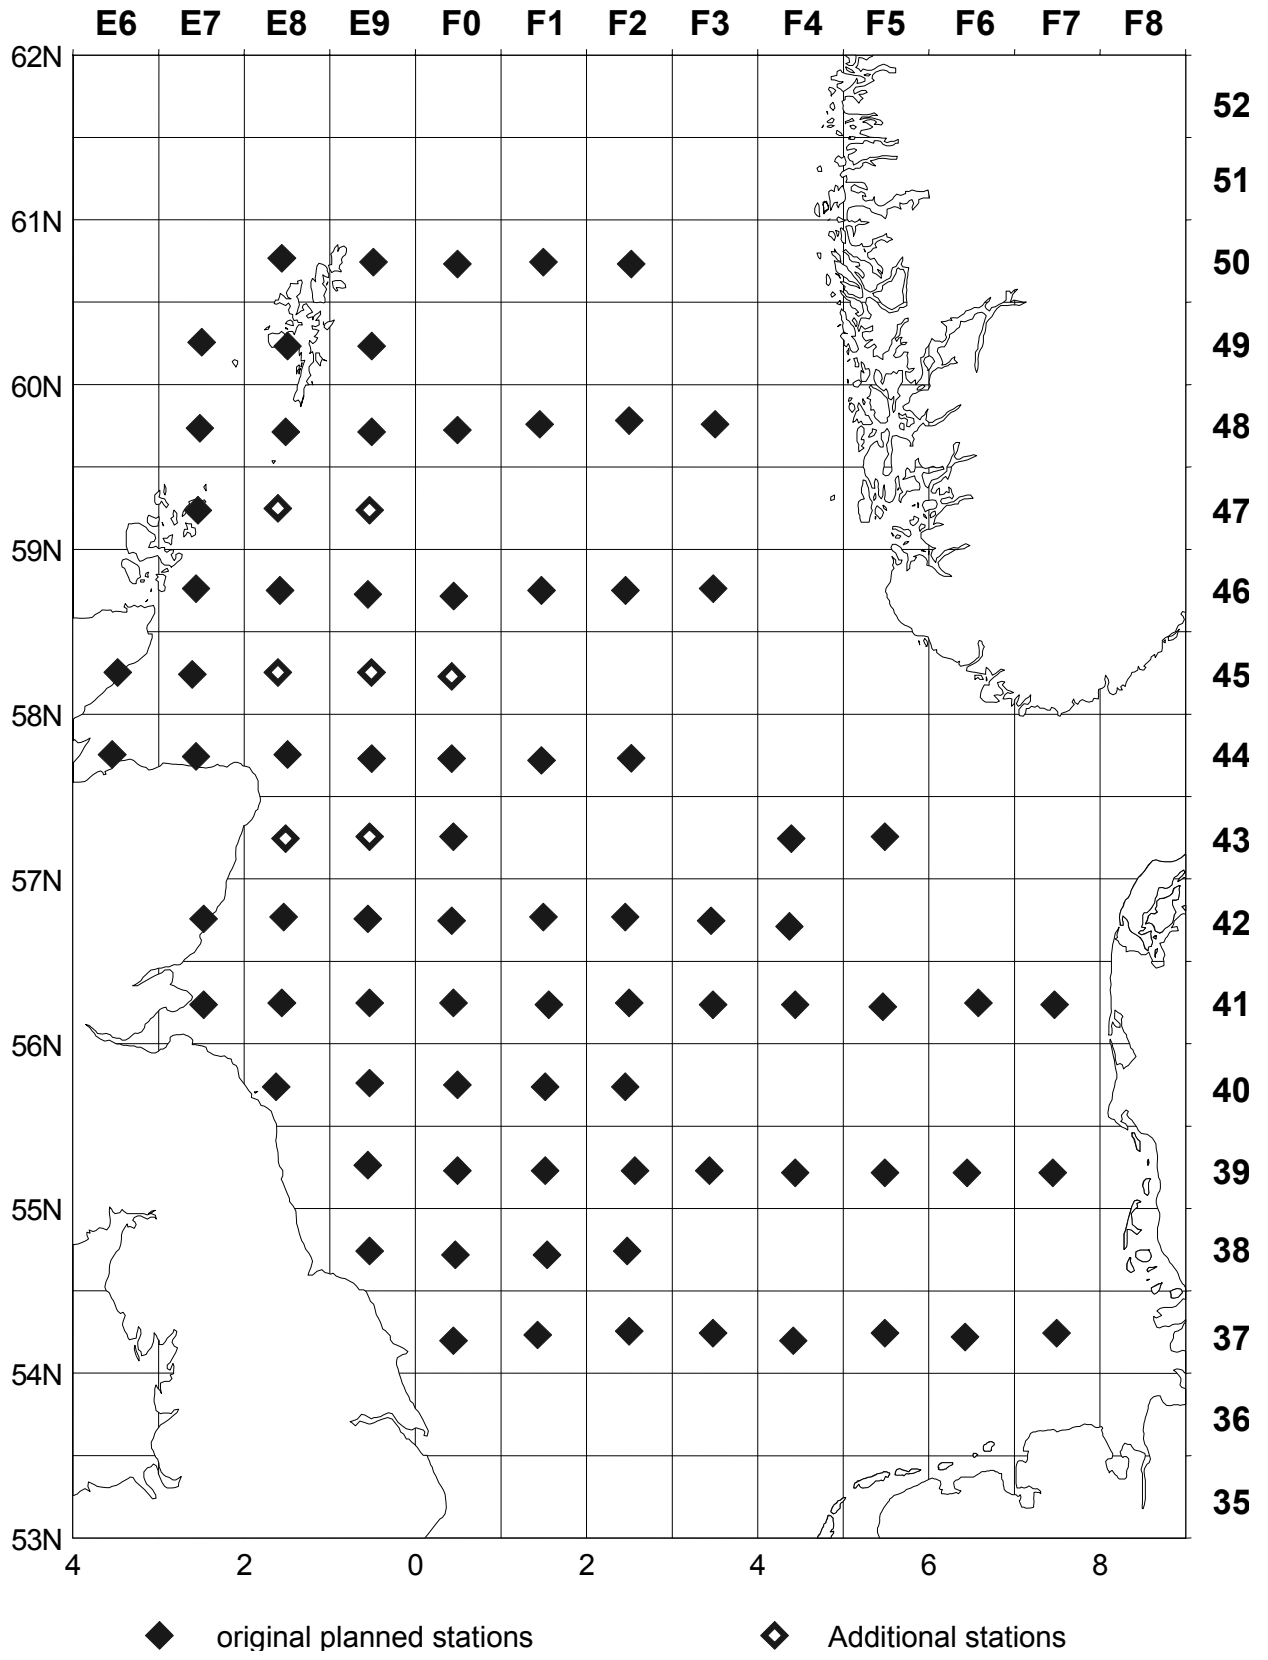 E6 E7 E8 E9 F0 F1 F2 F3 F4 F5 F6 F7 F8
62N
52
51
61N
50
49
60N
48
47
59N
46
45
58N
44
43
57N
42
41
56N
40
39
55N
38
37
54N
36
35
53N
4 2 0 2 4 6 8
original planned stations Additional stations